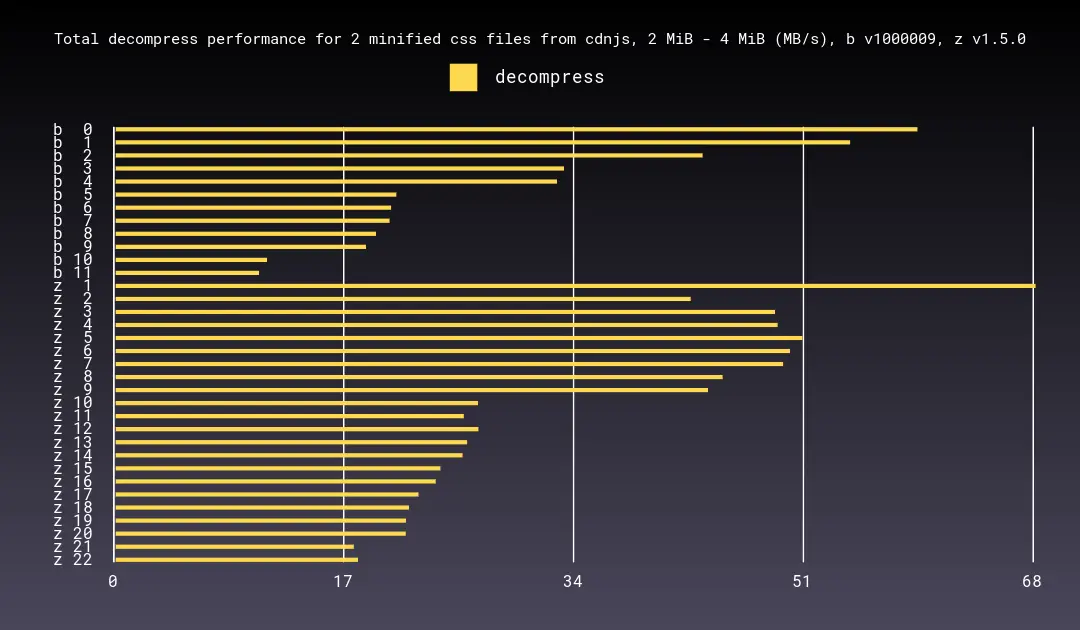 Total decompress performance for 2 minified css files from cdnjs, 2 MiB - 4 MiB (MB/s), b v1000009, z v1.5.0
decompress
b 0
b 1
b 2
b 3
b 4
b 5
b 6
b 7
b 8
b 9
b 10
b 11
z 1
z 2
z 3
z 4
z 5
z 6
z 7
z 8
z 9
z 10
z 11
z 12
z 13
z 14
z 15
z 16
z 17
z 18
z 19
z 20
z 21
z 22
0 17 34 51 68